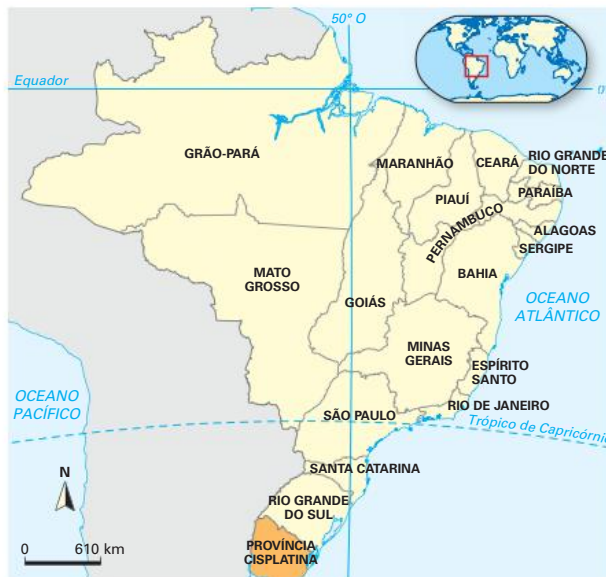 50º O
Equador
0º
GRÃO-PARÁ
MARANHÃO
CEARÁ
RIO GRANDE
DO NORTE
PARAÍBA
PIAUÍ
PERNAMBUCO
ALAGOAS
SERGIPE
BAHIA
MATO
GROSSO
GOIÁS
OCEANO
ATLÂNTICO
MINAS
GERAIS
ESPÍRITO
SANTO
OCEANO
PACÍFICO
RIO DE JANEIRO
SÃO PAULO
Trópico de Capricórnio
SANTA CATARINA
N
RIO GRANDE
DO SUL
PROVÍNCIA
CISPLATINA
0 610 km